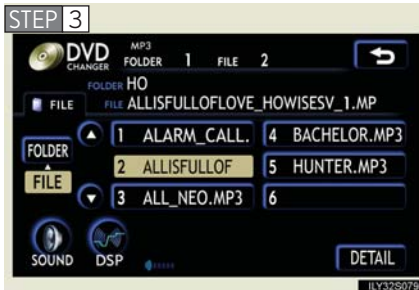 STEP 3
DVD CHANGER
MP3
FOLDER 1 FILE 2
FOLDER HO
FILE
FILE ALLISFULLOFLOVE_HOWISESV_1.MP
FOLDER
FILE
1 ALARM_CALL.
4 BACHELOR.MP3
2 ALLISFULLOF
5 HUNTER.MP3
3 ALL_NEO.MP3
6
SOUND
DSP
DETAIL
ILY32S079